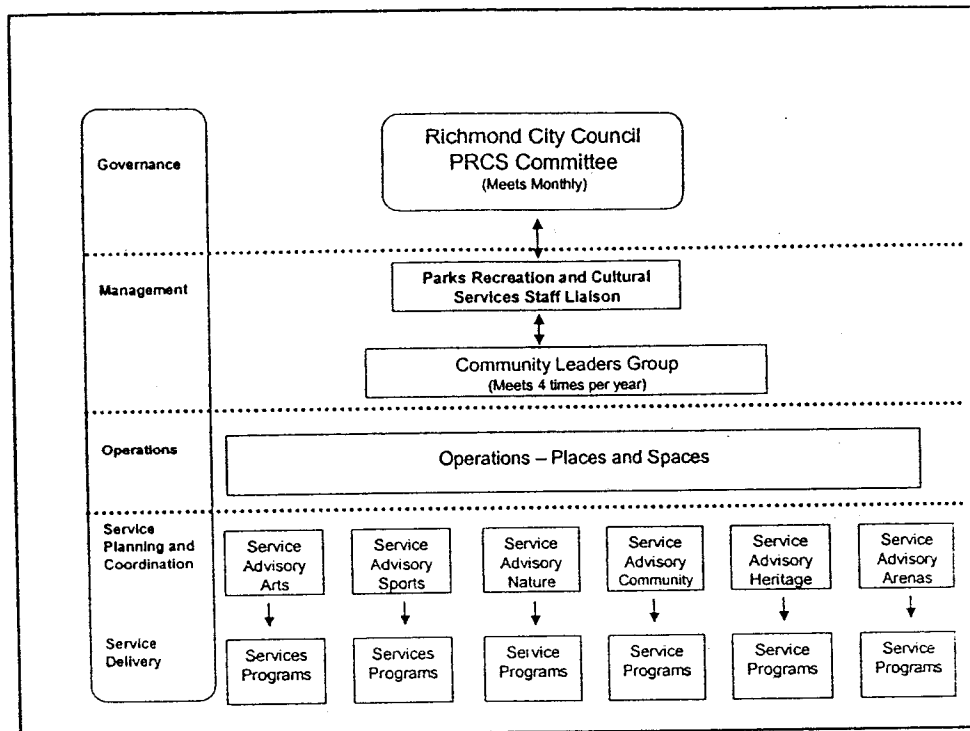 Governance
Richmond City Council
PRCS Committee
(Meets Monthly)
Management
Parks Recreation and Cultural
Services Staff Liaison
Community Leaders Group
(Meets 4 times per year)
Operations
Operations – Places and Spaces
Service
Planning and
Coordination
Service
Advisory
Arts
Service
Advisory
Sports
Service
Advisory
Nature
Service
Advisory
Community
Service
Advisory
Heritage
Service
Advisory
Arenas
Service
Delivery
Services
Programs
Services
Programs
Service
Programs
Service
Programs
Service
Programs
Service
Programs